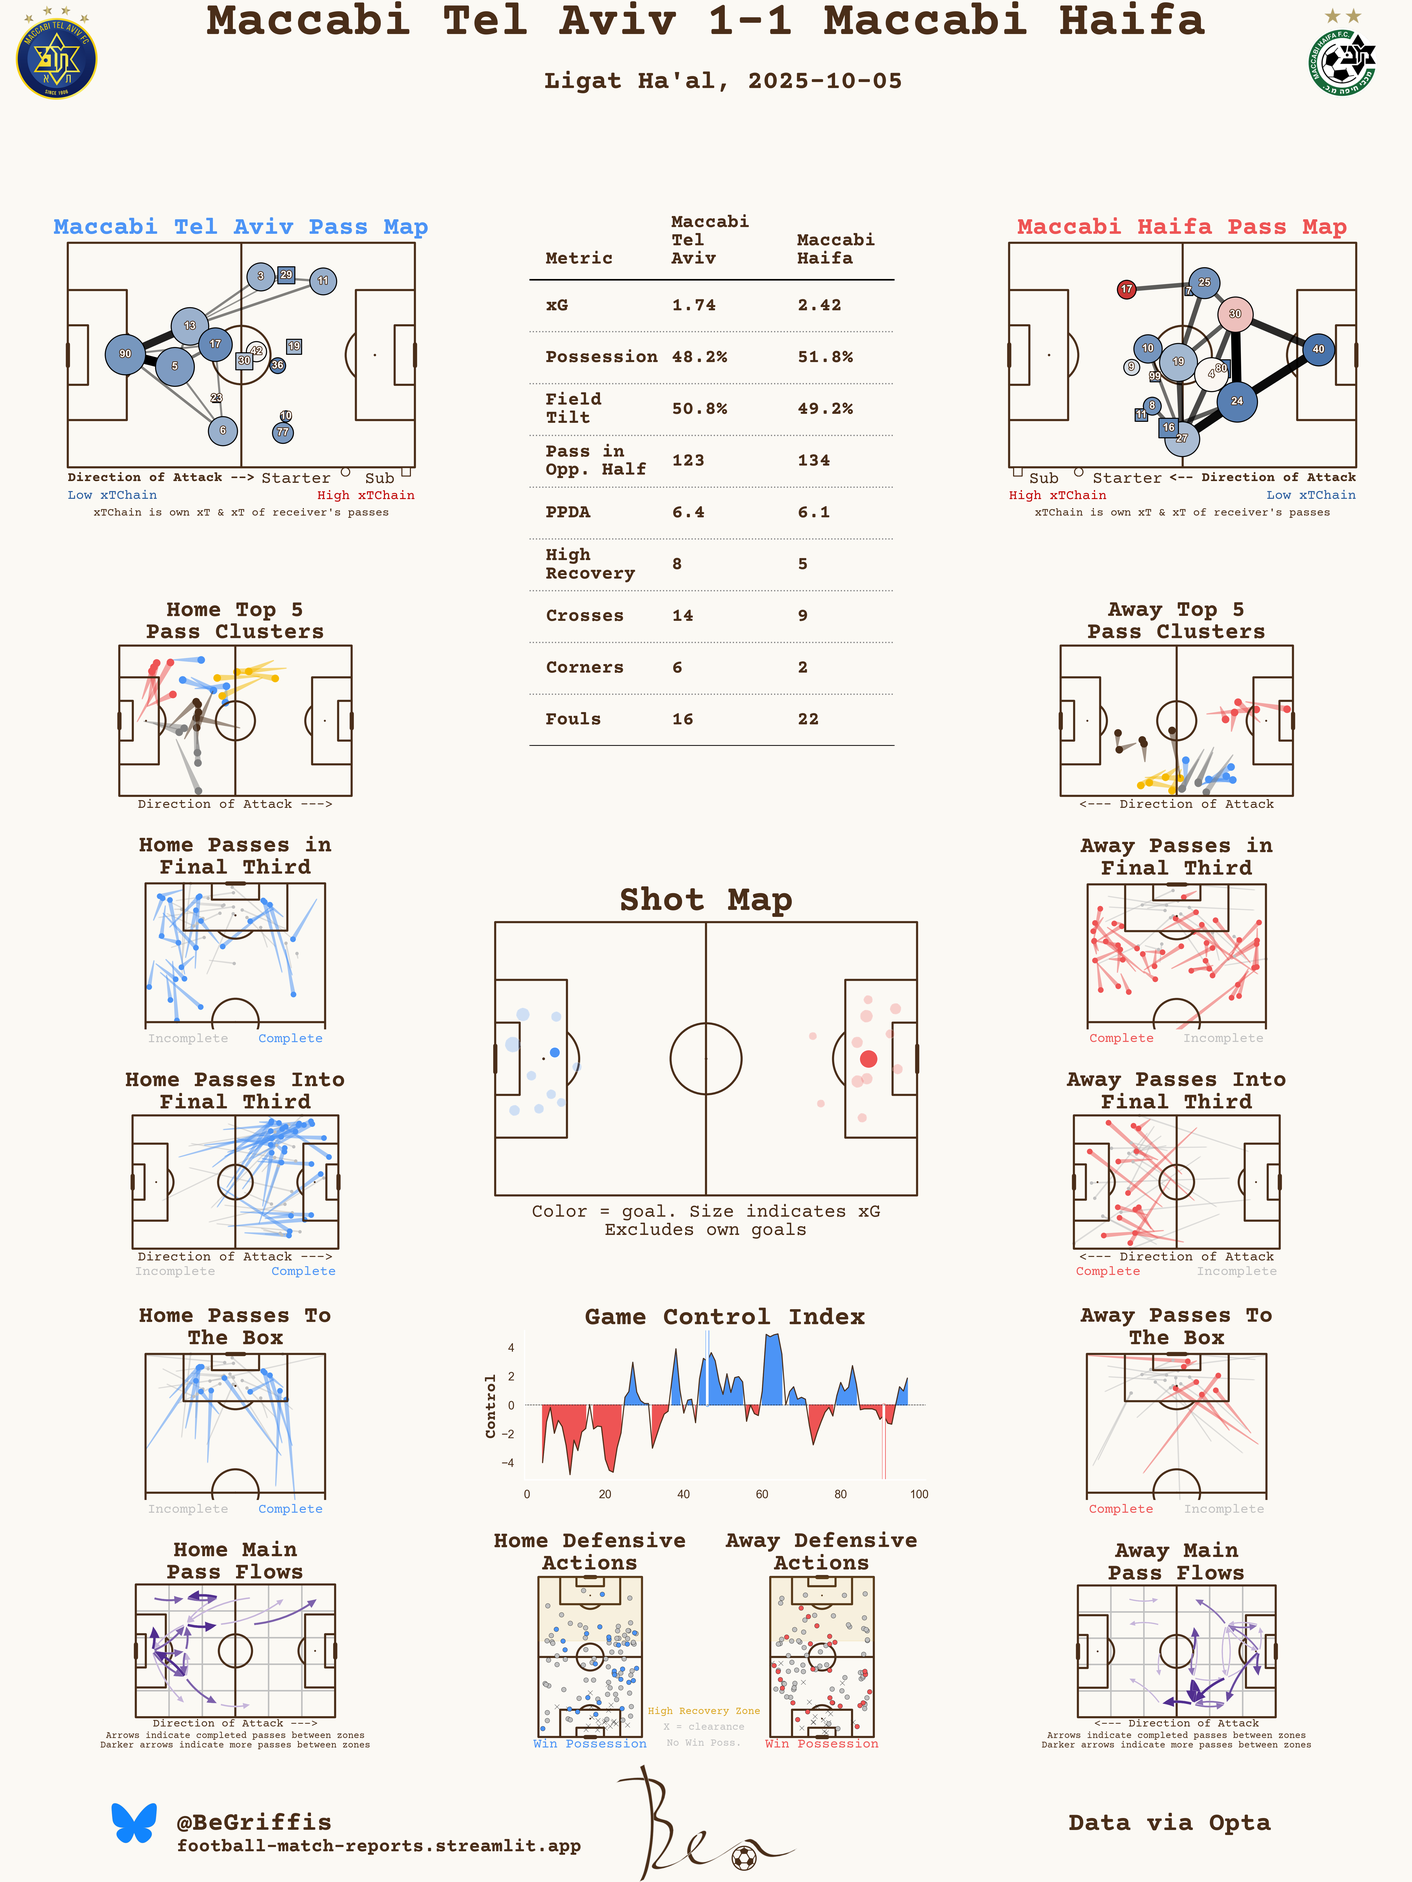 Maccabi Tel Aviv 1-1 Maccabi Haifa
Ligat Ha'al, 2025-10-05
MACCABI TEL AVIV FC
SINCE 1906
MACCABI HAIFA F.C.
מכבי חיפה מ.כ.
Maccabi Tel Aviv Pass Map
3
29
11
13
17
90
5
30
42
19
36
23
10
6
77
Direction of Attack --> Starter Sub
Low xTChain High xTChain
xTChain is own xT & xT of receiver's passes
Metric Maccabi Tel Aviv Maccabi Haifa
xG 1.74 2.42
Possession 48.2% 51.8%
Field Tilt 50.8% 49.2%
Pass in Opp. Half 123 134
PPDA 6.4 6.1
High Recovery 8 5
Crosses 14 9
Corners 6 2
Fouls 16 22
Maccabi Haifa Pass Map
17
7
25
30
10
19
40
9
99
4
80
11
8
24
16
27
Sub Starter <-- Direction of Attack
High xTChain Low xTChain
xTChain is own xT & xT of receiver's passes
Home Top 5
Pass Clusters
Direction of Attack --->
Away Top 5
Pass Clusters
<--- Direction of Attack
Home Passes in
Final Third
Incomplete Complete
Shot Map
Color = goal. Size indicates xG
Excludes own goals
Away Passes in
Final Third
Complete Incomplete
Home Passes Into
Final Third
Direction of Attack --->
Incomplete Complete
Away Passes Into
Final Third
<--- Direction of Attack
Complete Incomplete
Home Passes To
The Box
Incomplete Complete
Game Control Index
Control
4
2
0
−2
−4
0 20 40 60 80 100
Away Passes To
The Box
Complete Incomplete
Home Main
Pass Flows
Direction of Attack --->
Arrows indicate completed passes between zones
Darker arrows indicate more passes between zones
Home Defensive
Actions
Win Possession
High Recovery Zone
X = clearance
No Win Poss.
Away Defensive
Actions
Win Possession
Away Main
Pass Flows
<--- Direction of Attack
Arrows indicate completed passes between zones
Darker arrows indicate more passes between zones
@BeGriffis
football-match-reports.streamlit.app
Ben
Data via Opta